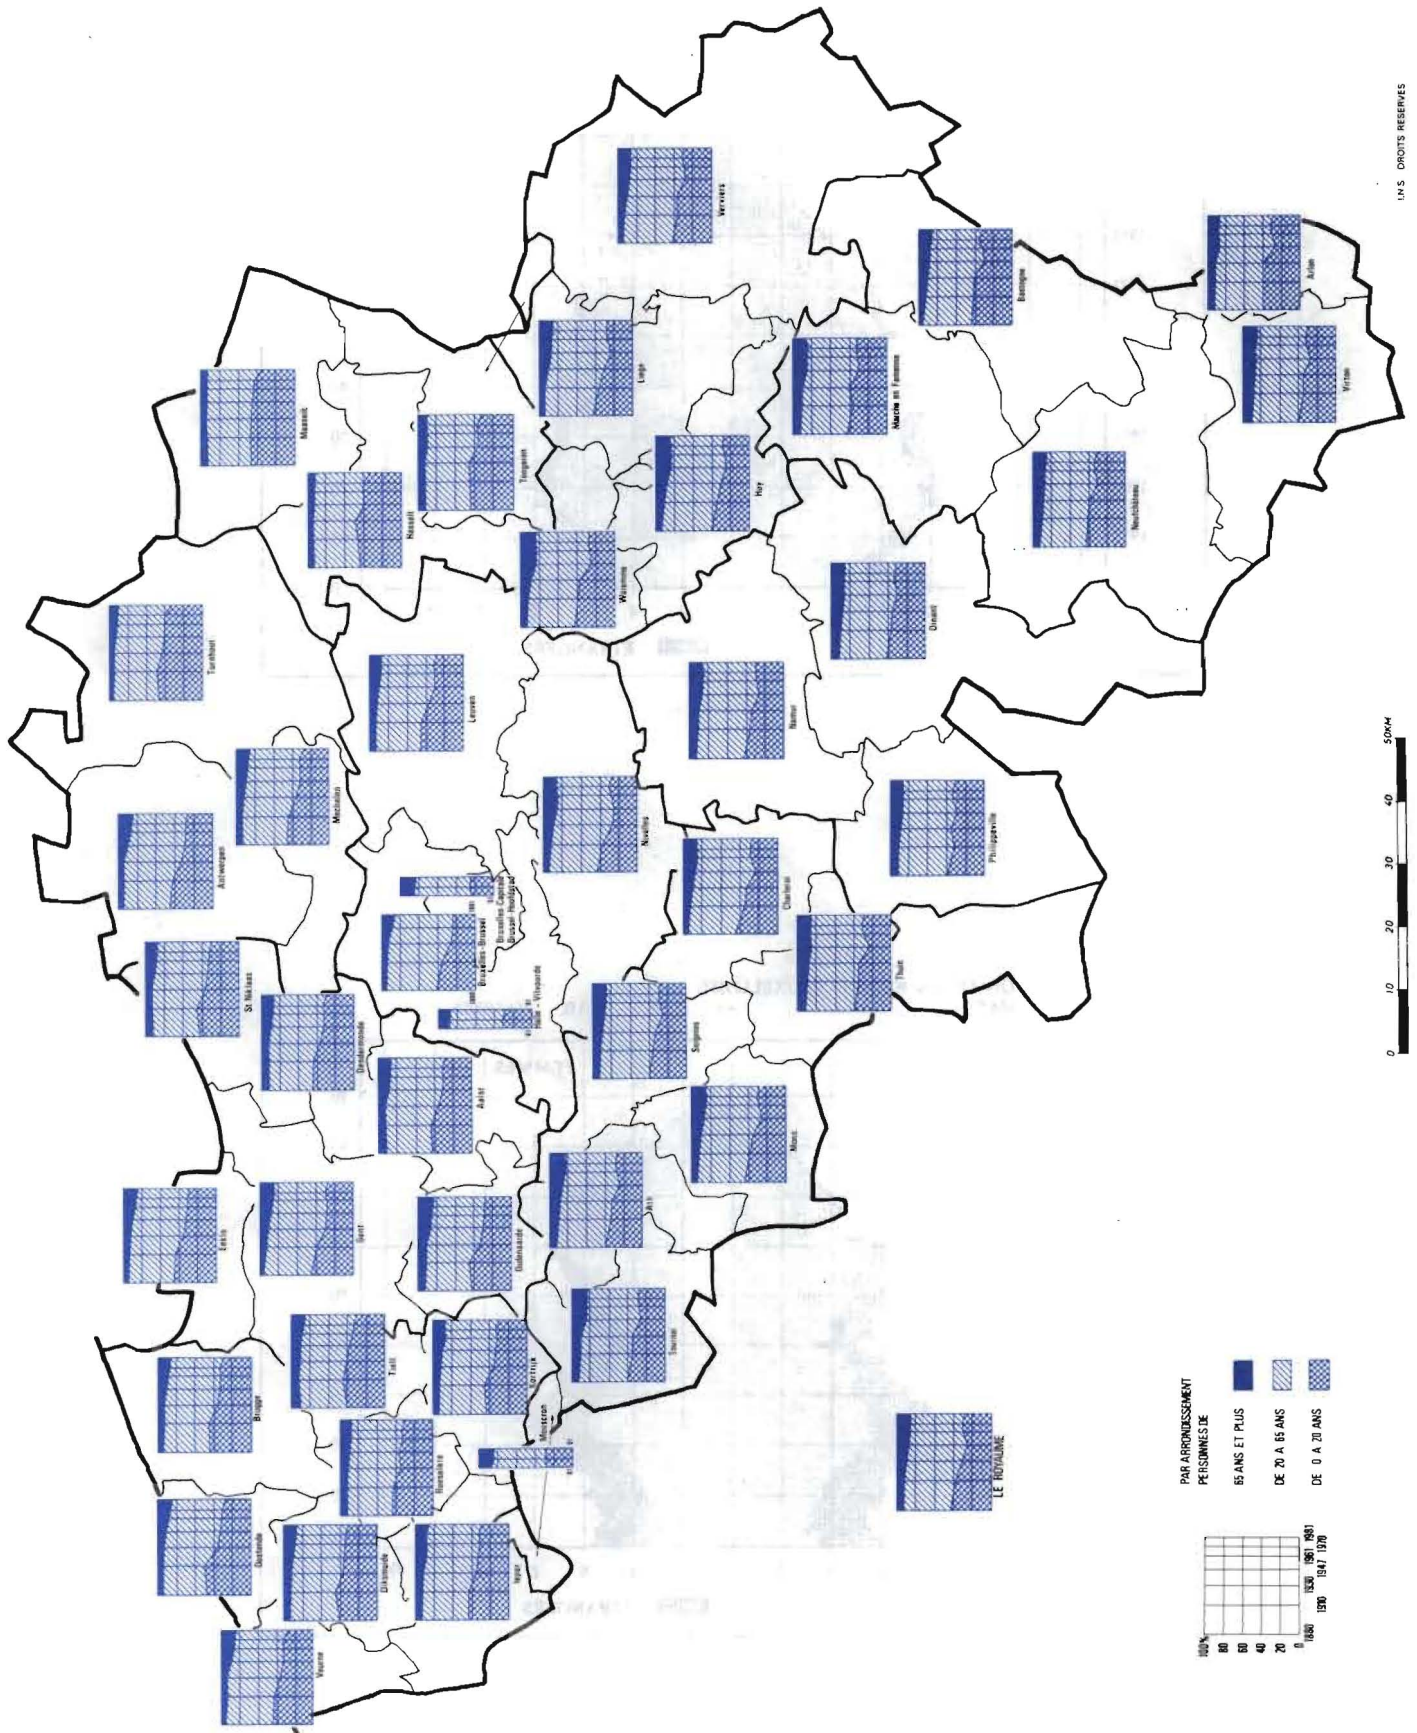 I.N.S DROITS RESERVES
Verviers
Bastogne
Arlon
Virton
Liège
Marche en Famenne
Maaseik
Tongeren
Huy
Neufchâteau
Hasselt
Waremme
Dinant
Turnhout
Leuven
Namur
Mechelen
Nivelles
Philippeville
Antwerpen
Charleroi
Bruxelles Capitale
Brussel Hoofdstad
Bruxelles-Brussel
Thuin
St Niklaas
Halle - Vilvoorde
Dendermonde
Soignies
Aalst
Mons
Eeklo
Gent
Oudenaarde
Ath
Tielt
Kortrijk
Tournai
Brugge
Roeselare
Mouscron
Oostende
Diksmuide
Ieper
Veurne
LE ROYAUME
0 10 20 30 40 50KM
PAR ARRONDISSEMENT
PERSONNES DE
65 ANS ET PLUS
DE 20 A 65 ANS
DE 0 A 20 ANS
100%
80
60
40
20
0
1880 1910 1930 1947 1961 1970 1981